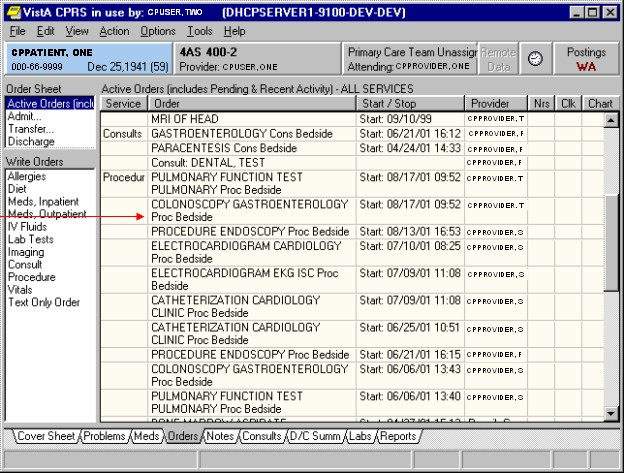 VistA CPRS in use by: CPUSER, TWO (DHCPSERVER1-9100-DEV-DEV)
File Edit View Action Options Tools Help
CPPATIENT, ONE 4AS 400-2 Primary Care Team Unassigr Remote Postings
000-66-9999 Dec 25,1941 (59) Provider: CPUSER, ONE Attending: CPPROVIDER, ONE Data WA
Order Sheet Active Orders (includes Pending & Recent Activity) - ALL SERVICES
Active Orders (inclu
Admit...
Transfer...
Discharge
Write Orders
Allergies
Diet
Meds, Inpatient
Meds, Outpatient
IV Fluids
Lab Tests
Imaging
Consult
Procedure
Vitals
Text Only Order
Service Order Start / Stop Provider Nrs Clk Chart
MRI OF HEAD Start: 09/10/99 CPPROVIDER, T
Consults GASTROENTEROLOGY Cons Bedside Start: 06/21/01 16:12 CPPROVIDER, F
PARACENTESIS Cons Bedside Start: 04/24/01 14:33 CPPROVIDER, F
Consult: DENTAL, TEST CPPROVIDER, F
Procedur PULMONARY FUNCTION TEST Start: 08/17/01 09:52 CPPROVIDER, T
PULMONARY Proc Bedside
COLONOSCOPY GASTROENTEROLOGY Start: 08/17/01 09:52 CPPROVIDER, T
Proc Bedside
PROCEDURE ENDOSCOPY Proc Bedside Start: 08/13/01 16:53 CPPROVIDER, S
ELECTROCARDIOGRAM CARDIOLOGY Start: 07/10/01 08:25 CPPROVIDER, S
Proc Bedside
ELECTROCARDIOGRAM EKG ISC Proc Start: 07/09/01 11:08 CPPROVIDER, S
Bedside
CATHETERIZATION CARDIOLOGY Start: 07/09/01 11:08 CPPROVIDER, S
CLINIC Proc Bedside
CATHETERIZATION CARDIOLOGY Start: 06/25/01 10:51 CPPROVIDER, S
CLINIC Proc Bedside
PROCEDURE ENDOSCOPY Proc Bedside Start: 06/21/01 16:15 CPPROVIDER, F
COLONOSCOPY GASTROENTEROLOGY Start: 06/06/01 13:43 CPPROVIDER, S
Proc Bedside
PULMONARY FUNCTION TEST Start: 06/06/01 13:40 CPPROVIDER, S
PULMONARY Proc Bedside
Cover Sheet Problems Meds Orders Notes Consults D/C Summ Labs Reports